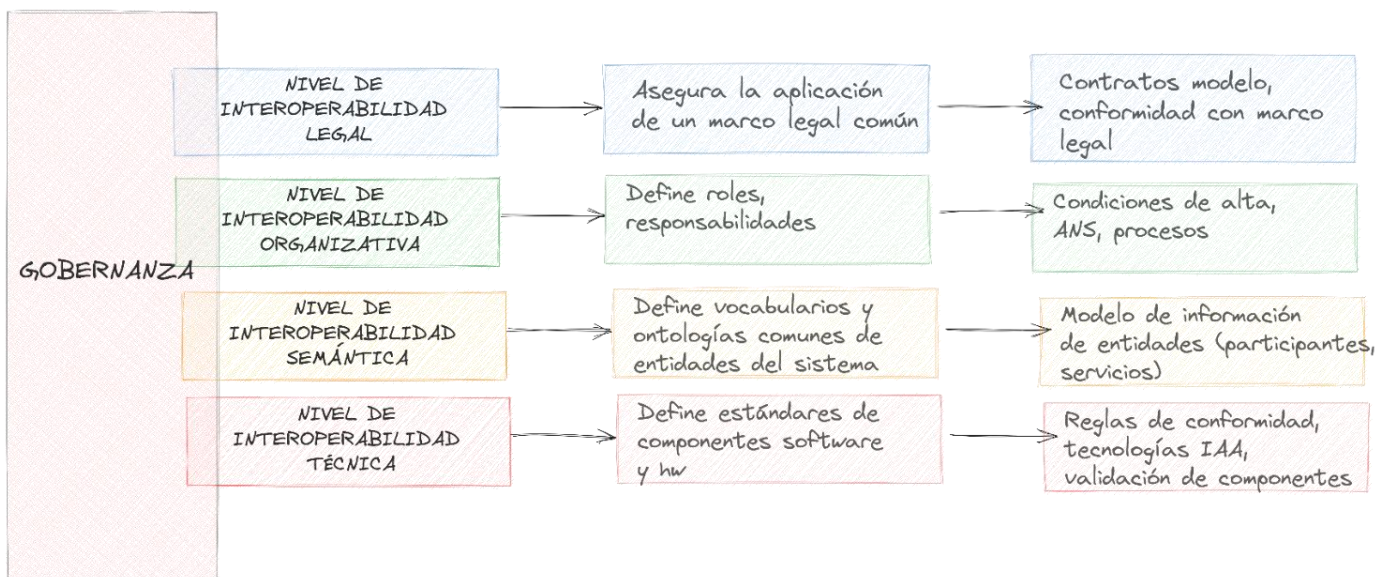 GOBERNANZA
NIVEL DE
INTEROPERABILIDAD
LEGAL
Asegura la aplicación
de un marco legal común
Contratos modelo,
conformidad con marco
legal
NIVEL DE
INTEROPERABILIDAD
ORGANIZATIVA
Define roles,
responsabilidades
Condiciones de alta,
ANS, procesos
NIVEL DE
INTEROPERABILIDAD
SEMÁNTICA
Define vocabularios y
ontologías comunes de
entidades del sistema
Modelo de información
de entidades (participantes,
servicios)
NIVEL DE
INTEROPERABILIDAD
TÉCNICA
Define estándares de
componentes software
y hw
Reglas de conformidad,
tecnologías IAA,
validación de componentes